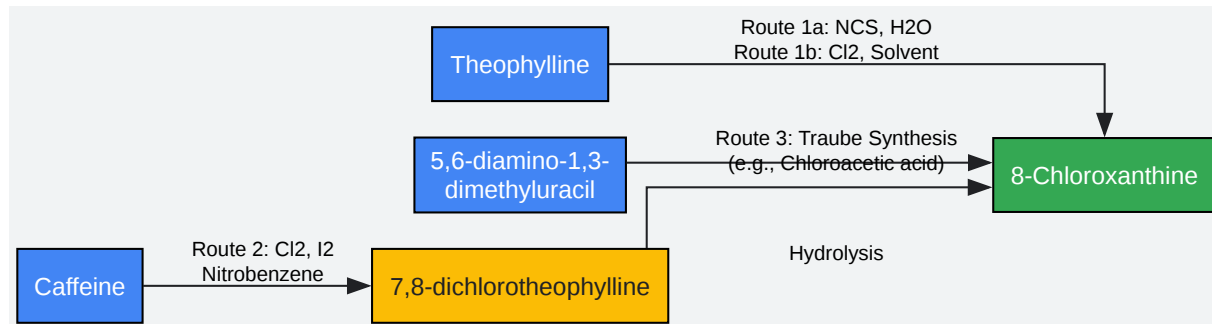 Route 1a: NCS, H2O
Route 1b: Cl2, Solvent
Theophylline
Route 3: Traube Synthesis
(e.g., Chloroacetic acid)
5,6-diamino-1,3-
dimethyluracil
8-Chloroxanthine
Route 2: Cl2, I2
Nitrobenzene
Hydrolysis
Caffeine
7,8-dichlorotheophylline